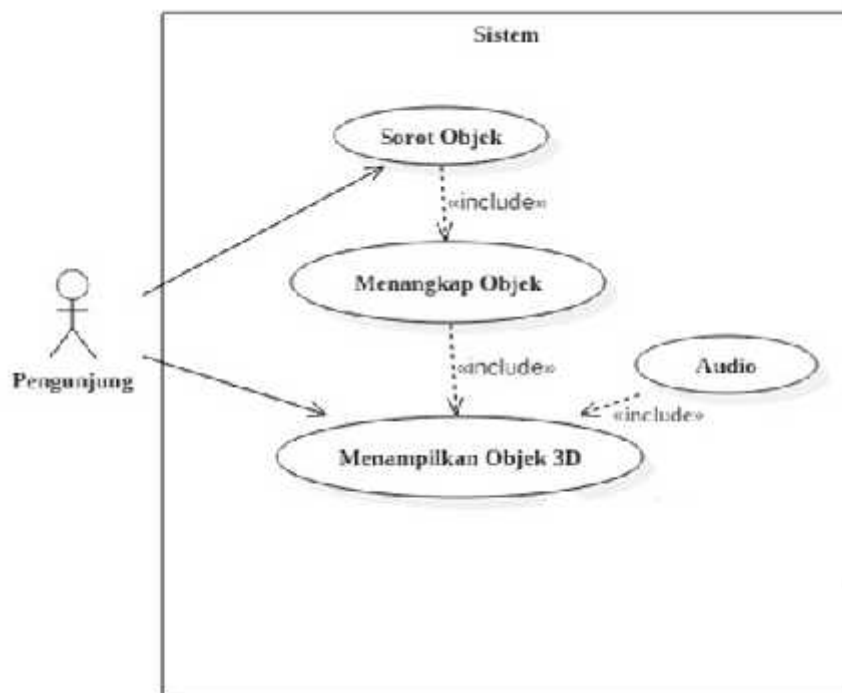 Sistem
Sorot Objek
«include»
Menangkap Objek
«include»
Audio
«include»
Pengunjung
Menampilkan Objek 3D